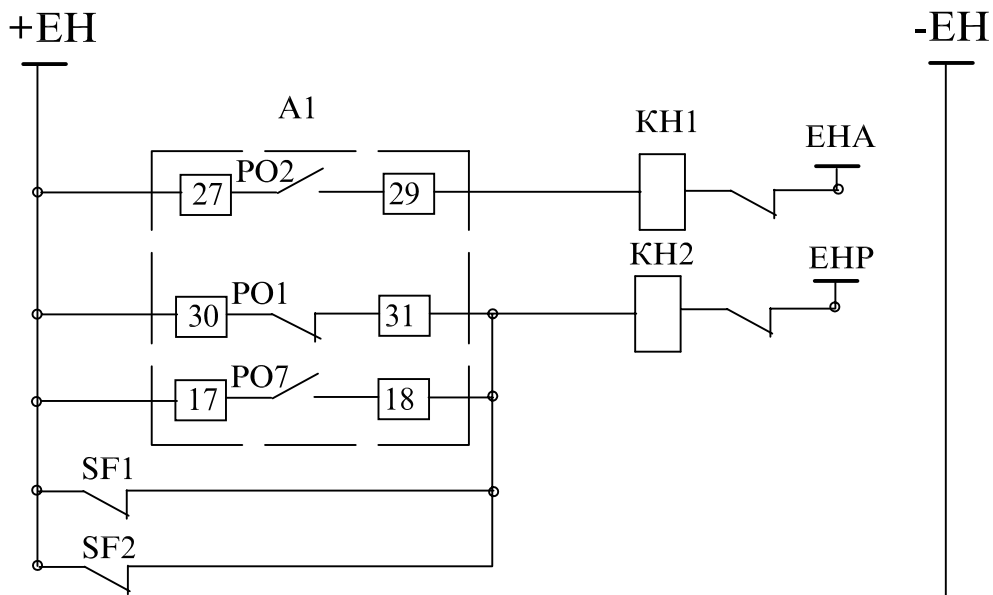 +EH
-EH
A1
KH1
EHA
27
PO2
29
KH2
EHP
30
PO1
31
17
PO7
18
SF1
SF2